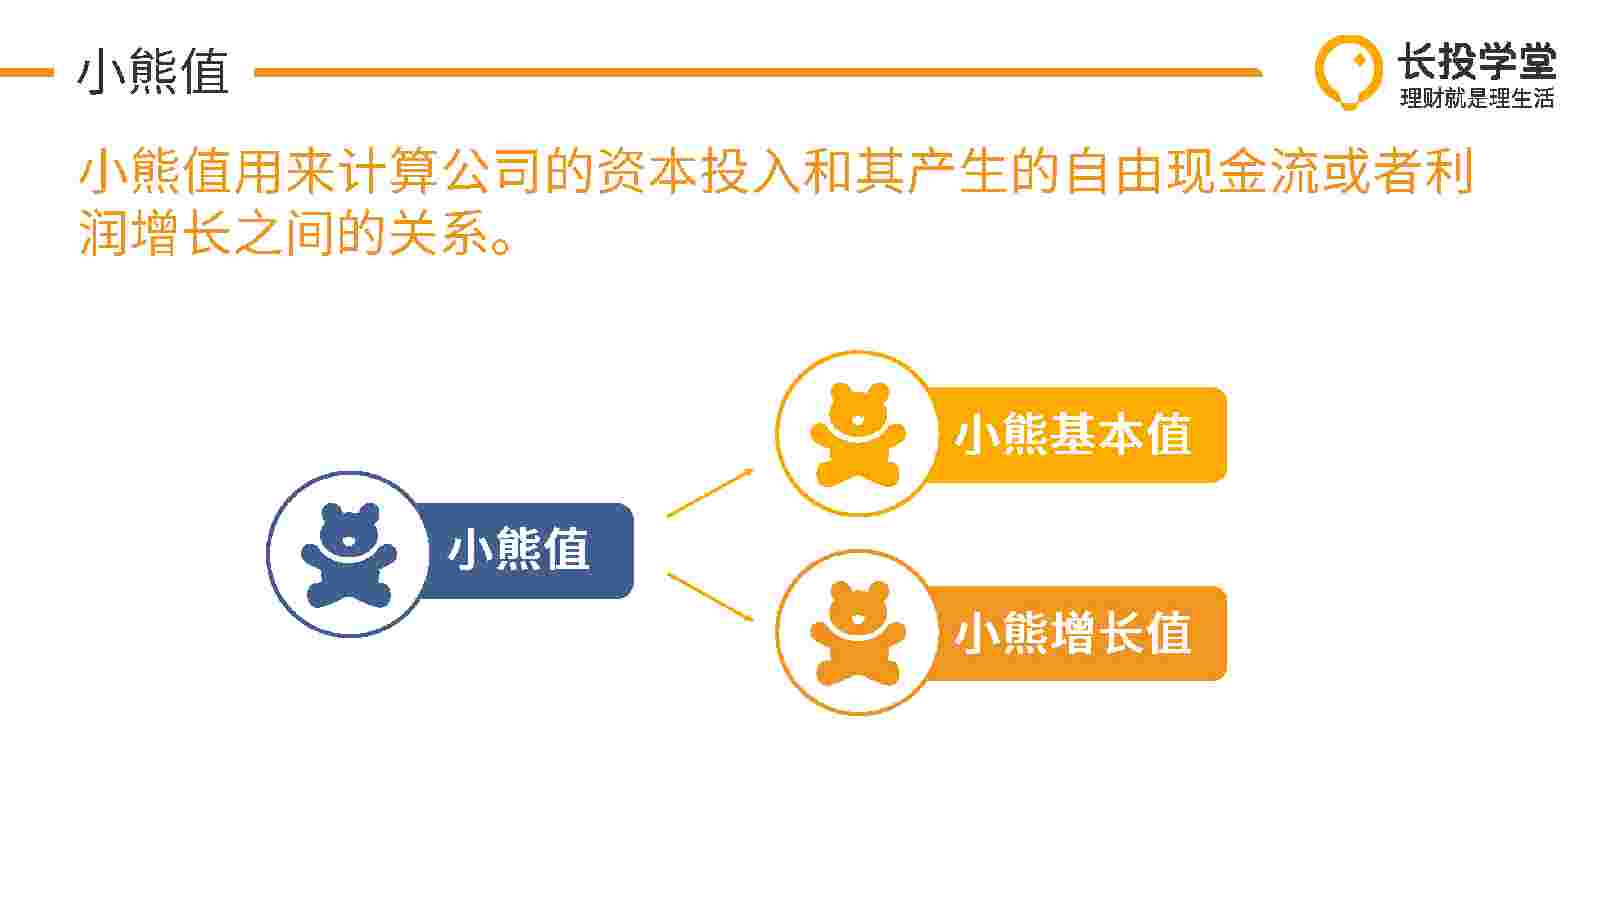 小熊值
长投学堂
理财就是理生活
小熊值用来计算公司的资本投入和其产生的自由现金流或者利
润增长之间的关系。
小熊基本值
小熊值
小熊增长值